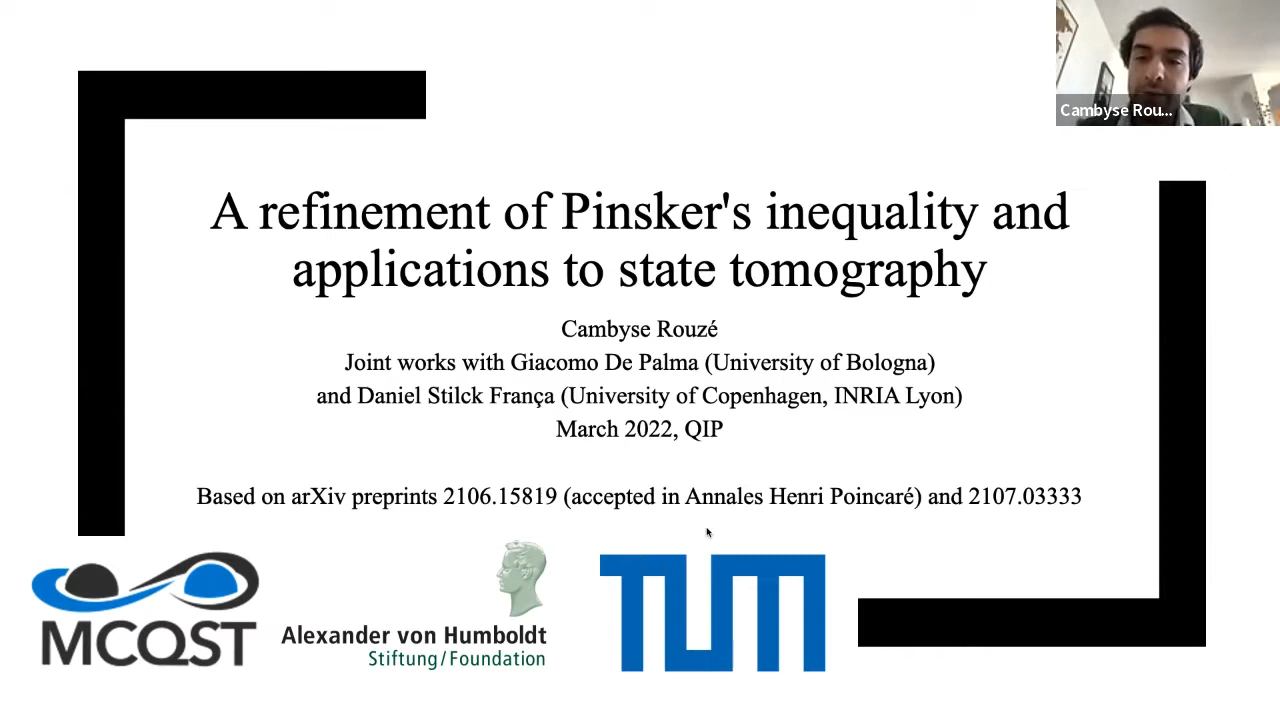 Cambyse Rou...
A refinement of Pinsker's inequality and
applications to state tomography
Cambyse Rouzé
Joint works with Giacomo De Palma (University of Bologna)
and Daniel Stilck França (University of Copenhagen, INRIA Lyon)
March 2022, QIP
Based on arXiv preprints 2106.15819 (accepted in Annales Henri Poincaré) and 2107.03333
MCQST
Alexander von Humboldt
Stiftung/Foundation
TUM